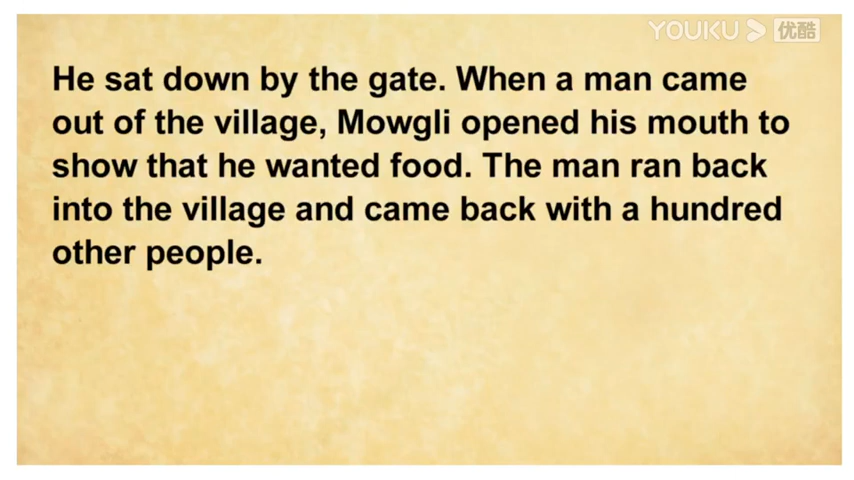 YOUKU 优酷
He sat down by the gate. When a man came
out of the village, Mowgli opened his mouth to
show that he wanted food. The man ran back
into the village and came back with a hundred
other people.